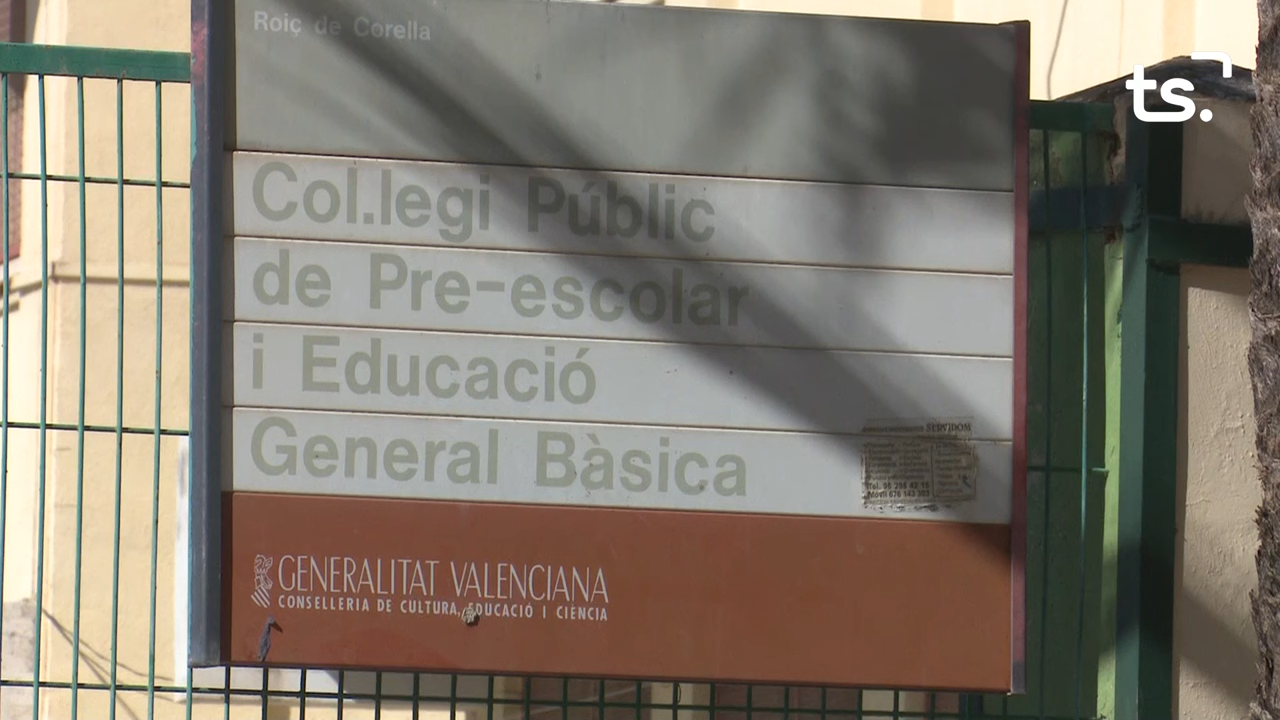 Roiç de Corella
ts.
Col.legi Públic
de Pre-escolar
i Educació
General Bàsica
SERVIDOM
GENERALITAT VALENCIANA
CONSELLERIA DE CULTURA, EDUCACIÓ I CIÈNCIA